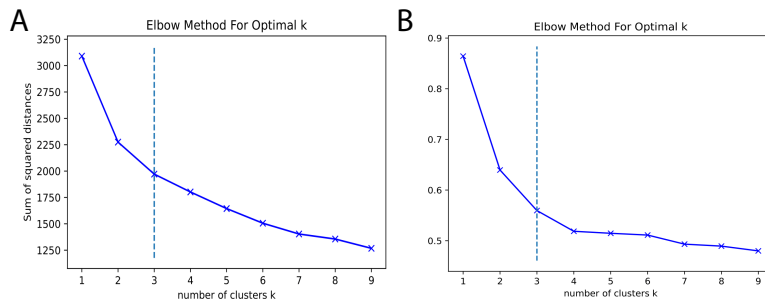 A
Elbow Method For Optimal k
Sum of squared distances
3250
3000
2750
2500
2250
2000
1750
1500
1250
1 2 3 4 5 6 7 8 9
number of clusters k
B
Elbow Method For Optimal k
0.9
0.8
0.7
0.6
0.5
1 2 3 4 5 6 7 8 9
number of clusters k